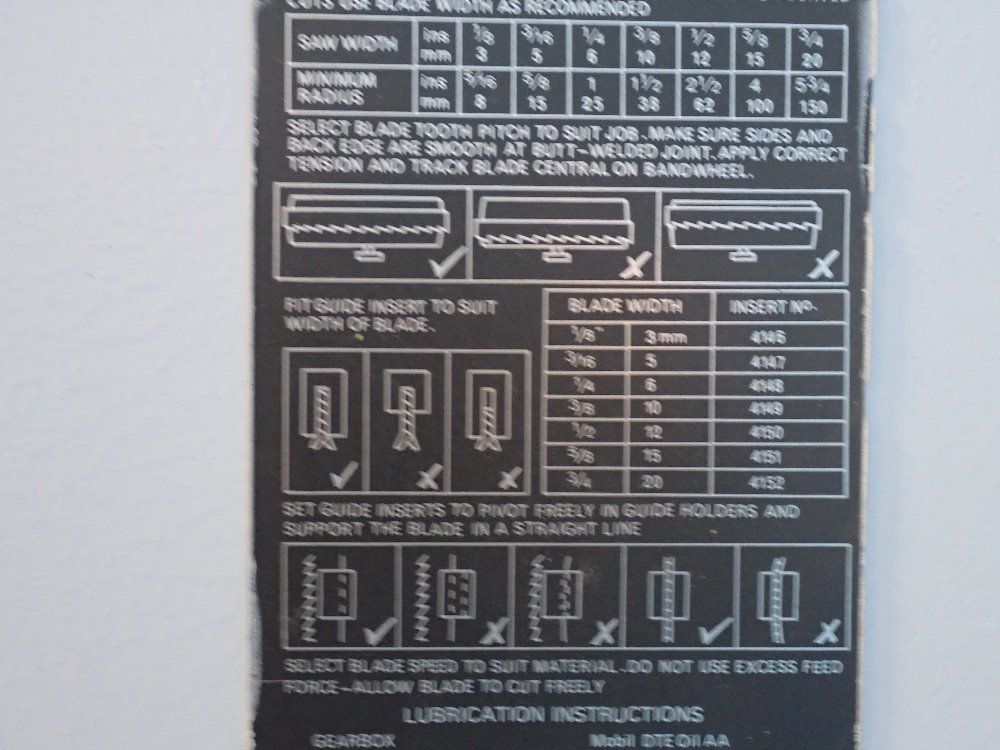 CUTS USE BLADE WIDTH AS RECOMMENDED
SAW WIDTH ins 1/8 3/16 1/4 3/8 1/2 5/8 3/4
mm 3 5 6 10 12 15 20
MINIMUM RADIUS ins 5/16 5/8 1 1 1/2 2 1/2 4 5 3/4
mm 8 15 25 38 62 100 150
SELECT BLADE TOOTH PITCH TO SUIT JOB. MAKE SURE SIDES AND
BACK EDGE ARE SMOOTH AT BUTT-WELDED JOINT. APPLY CORRECT
TENSION AND TRACK BLADE CENTRAL ON BANDWHEEL.
FIT GUIDE INSERT TO SUIT
WIDTH OF BLADE.
BLADE WIDTH INSERT Nº.
1/8" 3mm 4146
3/16 5 4147
1/4 6 4148
3/8 10 4149
1/2 12 4150
5/8 15 4151
3/4 20 4152
SET GUIDE INSERTS TO PIVOT FREELY IN GUIDE HOLDERS AND
SUPPORT THE BLADE IN A STRAIGHT LINE
SELECT BLADE SPEED TO SUIT MATERIAL-DO NOT USE EXCESS FEED
FORCE-ALLOW BLADE TO CUT FREELY
LUBRICATION INSTRUCTIONS
GEARBOX Mobil DTE Oil AA